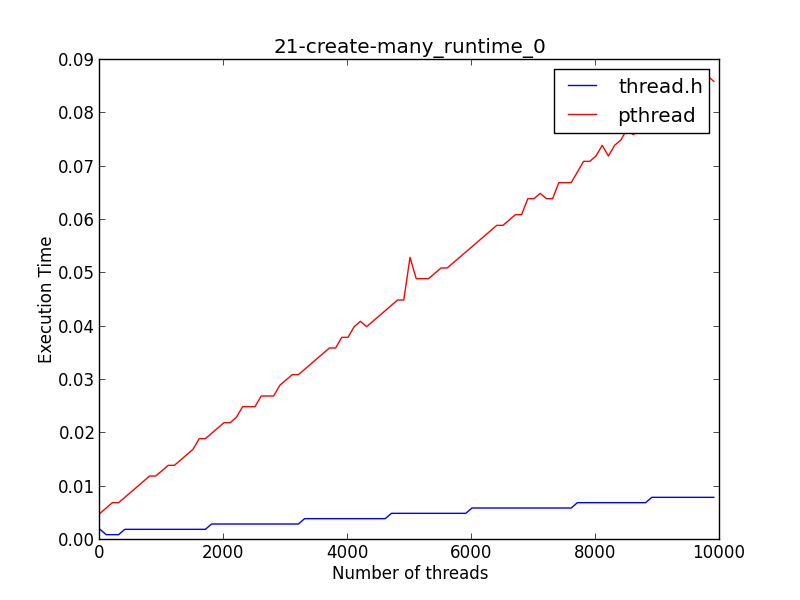 21-create-many_runtime_0
0.09
0.08
0.07
0.06
0.05
0.04
0.03
0.02
0.01
0.00
Execution Time
thread.h
pthread
0 2000 4000 6000 8000 10000
Number of threads